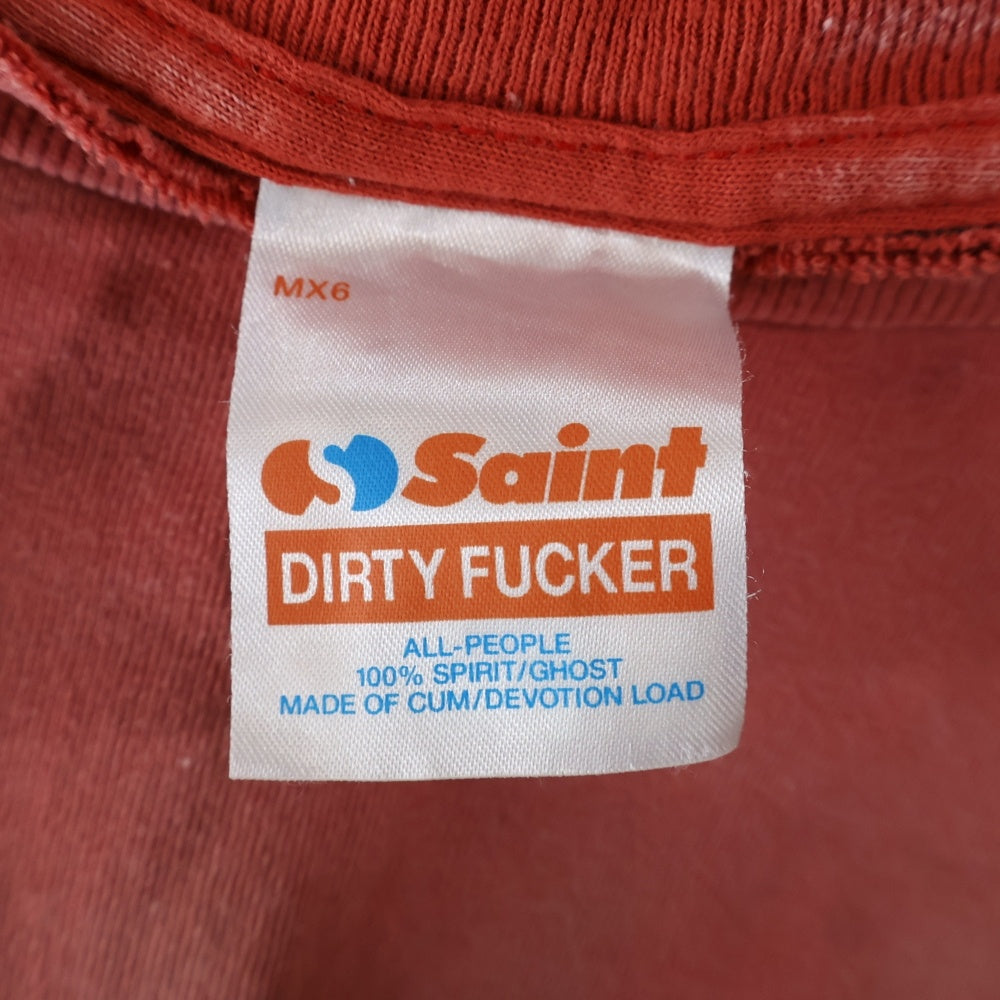 MX6
Saint
DIRTY FUCKER
ALL-PEOPLE
100% SPIRIT/GHOST
MADE OF CUM/DEVOTION LOAD